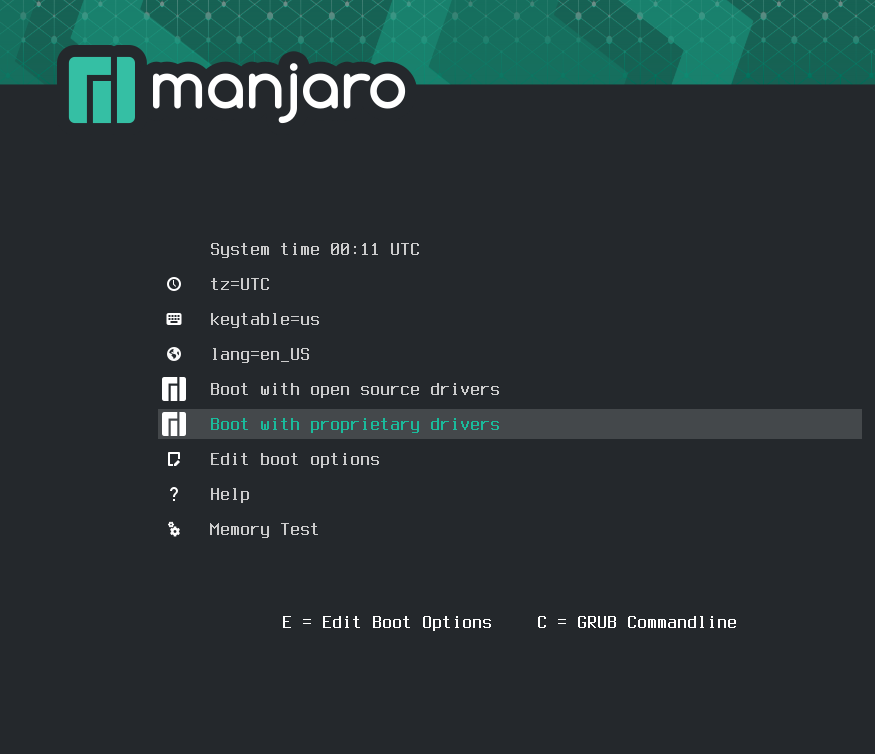 manjaro
System time 00:11 UTC
tz=UTC
keytable=us
lang=en_US
Boot with open source drivers
Boot with proprietary drivers
Edit boot options
Help
Memory Test
E = Edit Boot Options C = GRUB Commandline